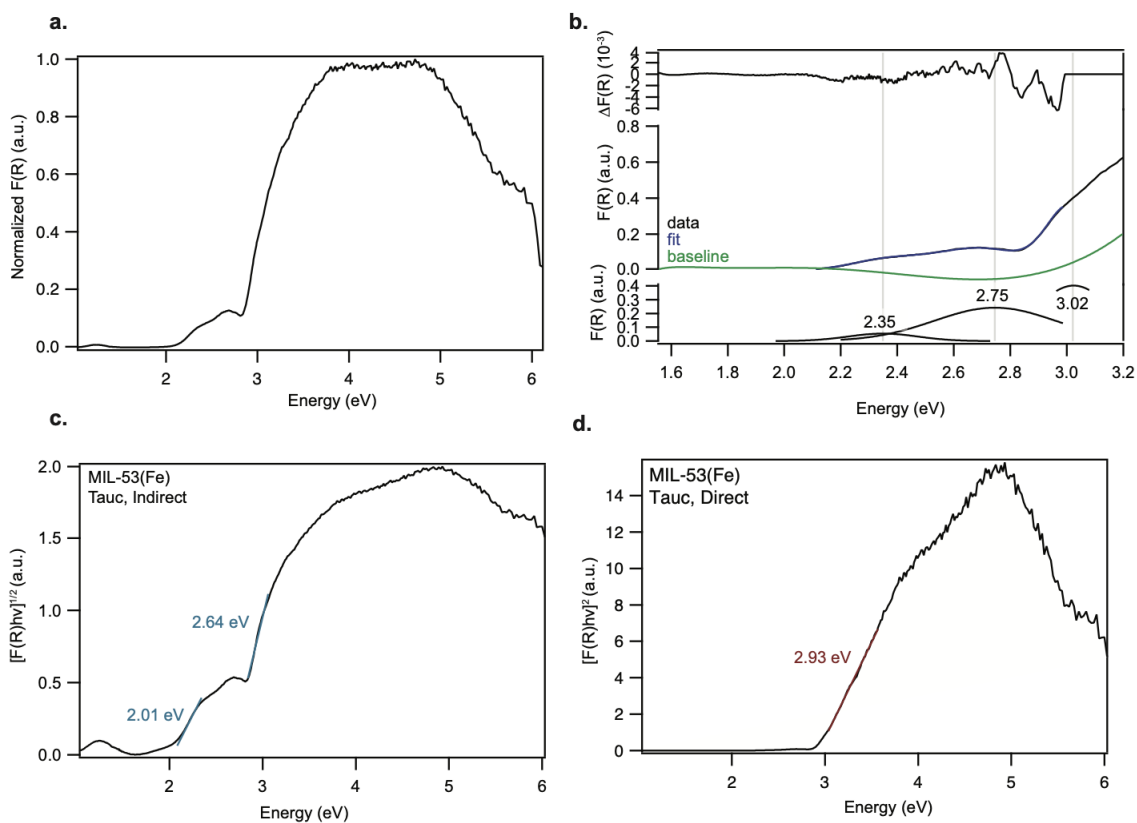 a.
1.0
0.8
0.6
0.4
0.2
0.0
Normalized F(R) (a.u.)
2
3
4
5
6
Energy (eV)
b.
4
2
0
-2
-4
-6
ΔF(R) (10⁻³)
0.8
0.6
0.4
0.2
0.0
F(R) (a.u.)
data
fit
baseline
0.4
0.3
0.2
0.1
0.0
F(R) (a.u.)
2.35
2.75
3.02
1.6
1.8
2.0
2.2
2.4
2.6
2.8
3.0
3.2
Energy (eV)
c.
MIL-53(Fe)
Tauc, Indirect
2.0
1.5
1.0
0.5
0.0
[F(R)hv]¹/² (a.u.)
2.64 eV
2.01 eV
2
3
4
5
6
Energy (eV)
d.
MIL-53(Fe)
Tauc, Direct
14
12
10
8
6
4
2
0
[F(R)hv]² (a.u.)
2.93 eV
2
3
4
5
6
Energy (eV)